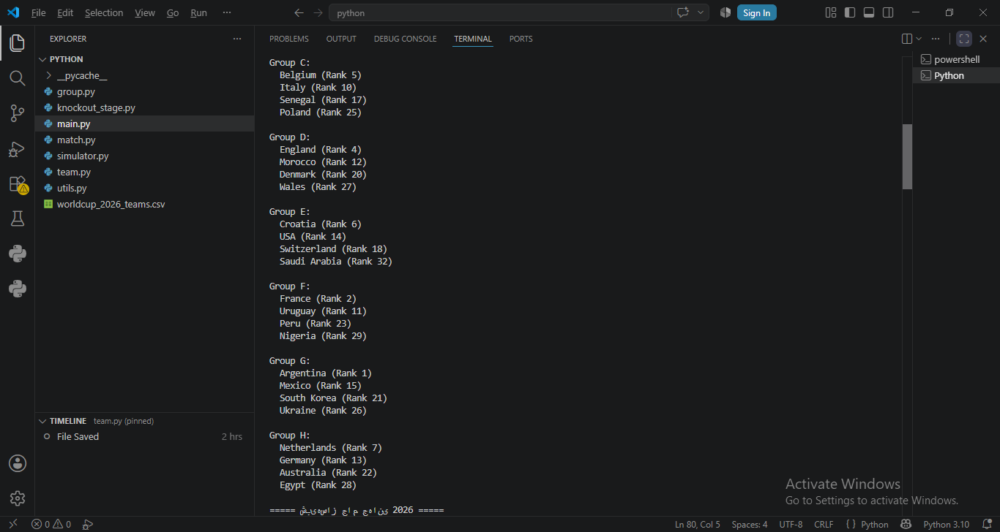 File Edit Selection View Go Run ···
python
Sign In
EXPLORER ···
PROBLEMS OUTPUT DEBUG CONSOLE TERMINAL PORTS
PYTHON
__pycache__
group.py
knockout_stage.py
main.py
match.py
simulator.py
team.py
utils.py
worldcup_2026_teams.csv
TIMELINE team.py (pinned)
File Saved 2 hrs
Group C:
Belgium (Rank 5)
Italy (Rank 10)
Senegal (Rank 17)
Poland (Rank 25)
Group D:
England (Rank 4)
Morocco (Rank 12)
Denmark (Rank 20)
Wales (Rank 27)
Group E:
Croatia (Rank 6)
USA (Rank 14)
Switzerland (Rank 18)
Saudi Arabia (Rank 32)
Group F:
France (Rank 2)
Uruguay (Rank 11)
Peru (Rank 23)
Nigeria (Rank 29)
Group G:
Argentina (Rank 1)
Mexico (Rank 15)
South Korea (Rank 21)
Ukraine (Rank 26)
Group H:
Netherlands (Rank 7)
Germany (Rank 13)
Australia (Rank 22)
Egypt (Rank 28)
===== شبیه‌ساز جام جهانی 2026 =====
powershell
Python
Activate Windows
Go to Settings to activate Windows.
0 0
Ln 80, Col 5 Spaces: 4 UTF-8 CRLF { } Python Python 3.10